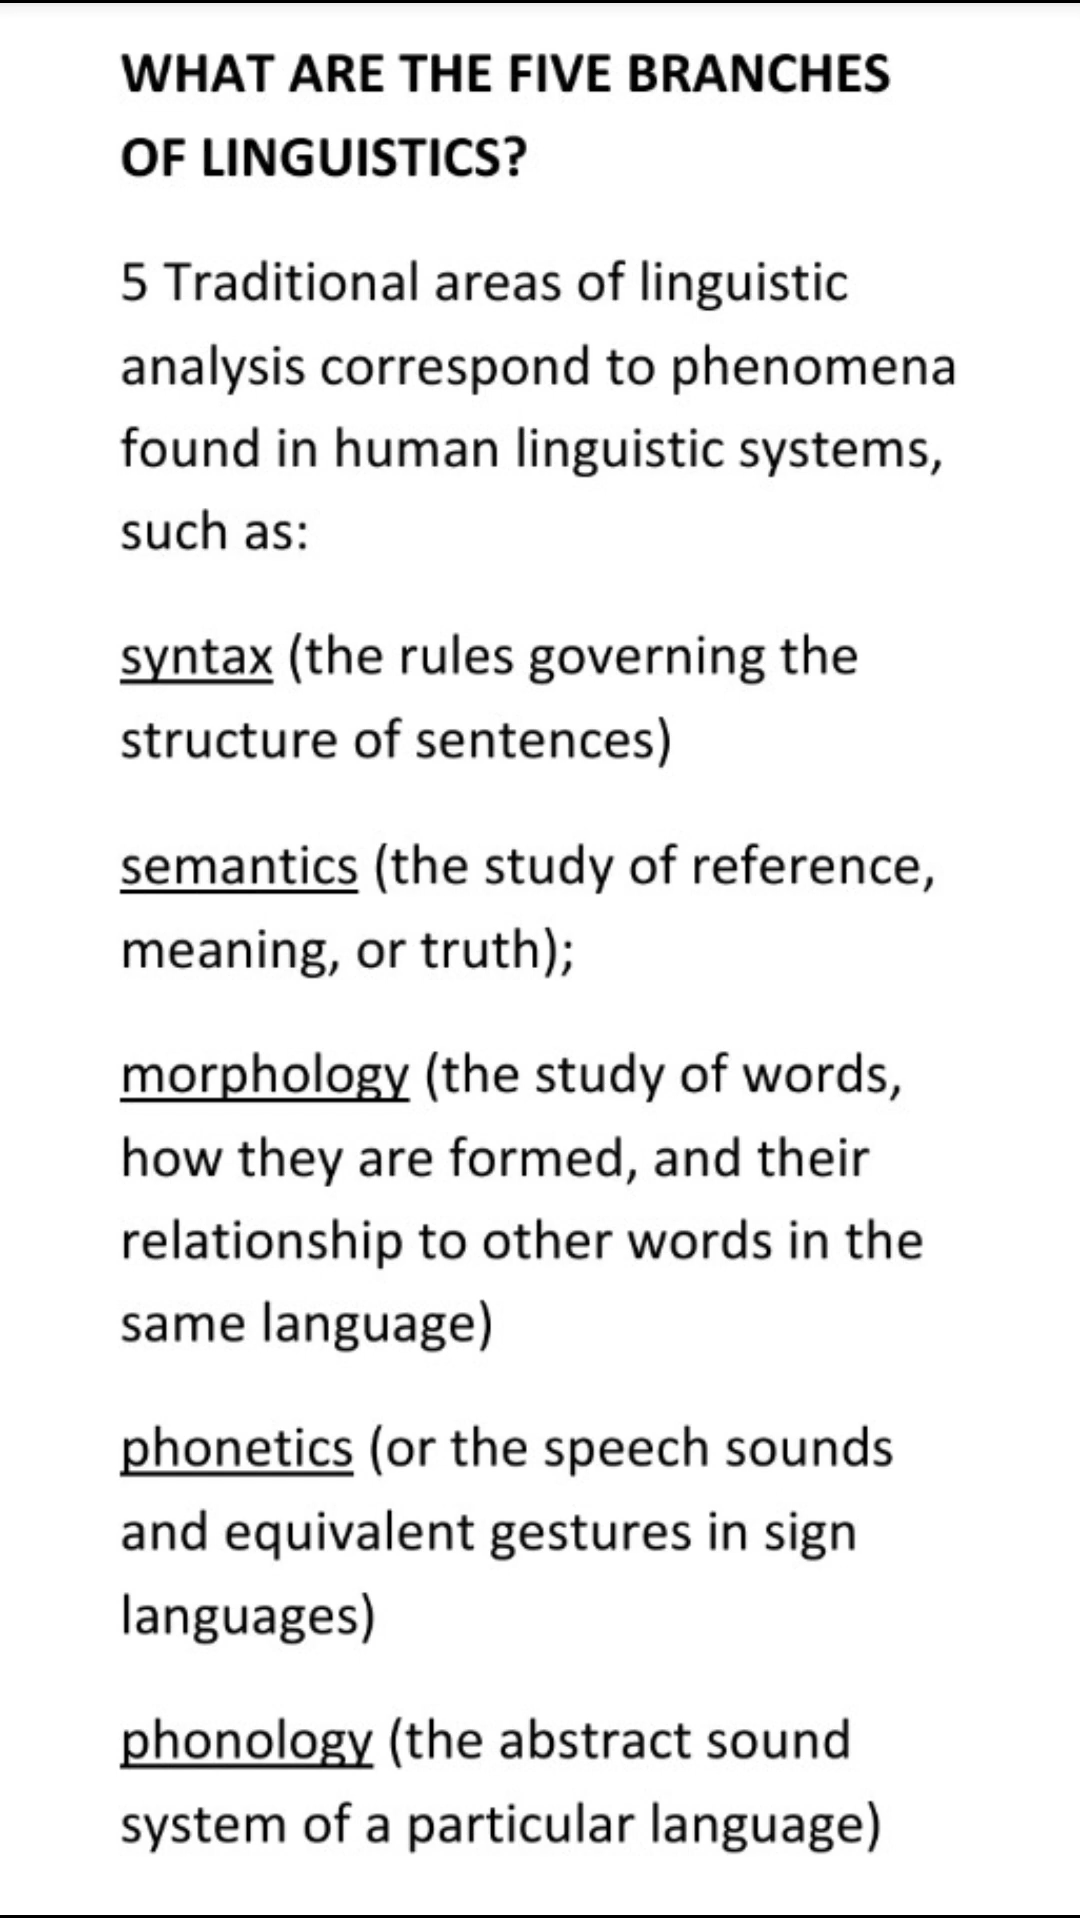 WHAT ARE THE FIVE BRANCHES
OF LINGUISTICS?
5 Traditional areas of linguistic
analysis correspond to phenomena
found in human linguistic systems,
such as:
syntax (the rules governing the
structure of sentences)
semantics (the study of reference,
meaning, or truth);
morphology (the study of words,
how they are formed, and their
relationship to other words in the
same language)
phonetics (or the speech sounds
and equivalent gestures in sign
languages)
phonology (the abstract sound
system of a particular language)